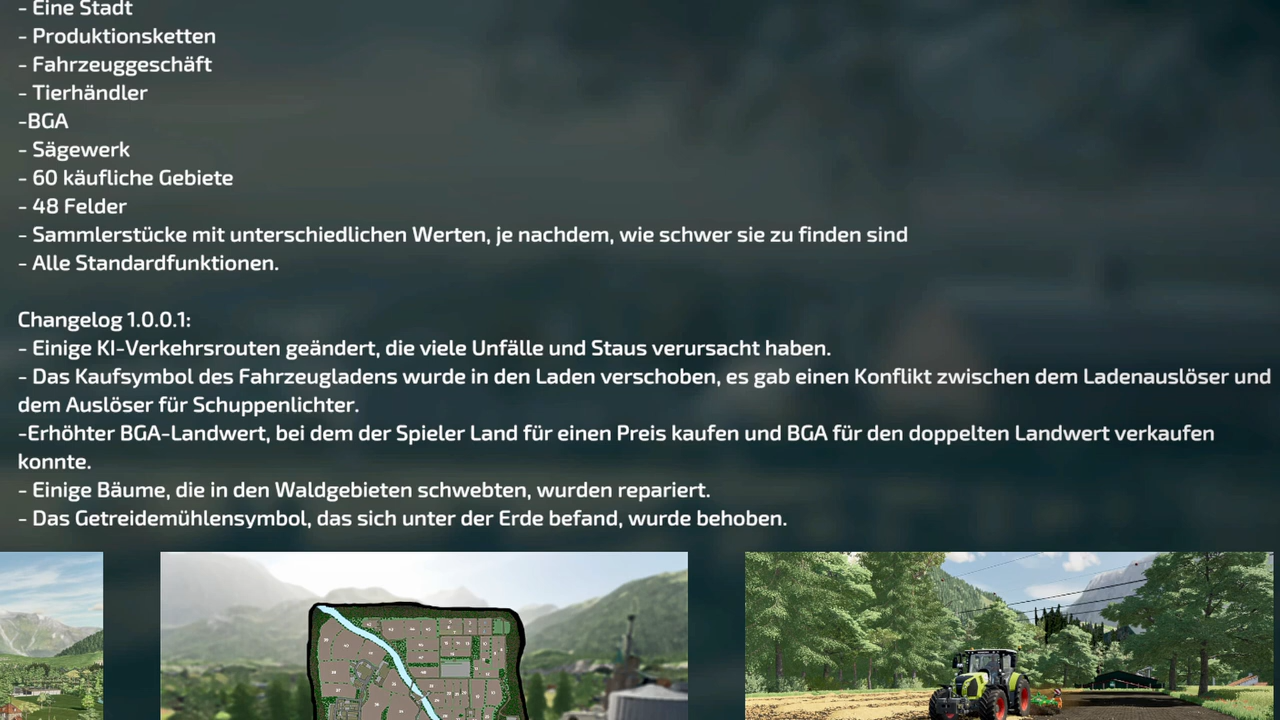 - Eine Stadt
- Produktionsketten
- Fahrzeuggeschäft
- Tierhändler
-BGA
- Sägewerk
- 60 käufliche Gebiete
- 48 Felder
- Sammlerstücke mit unterschiedlichen Werten, je nachdem, wie schwer sie zu finden sind
- Alle Standardfunktionen.
Changelog 1.0.0.1:
- Einige KI-Verkehrsrouten geändert, die viele Unfälle und Staus verursacht haben.
- Das Kaufsymbol des Fahrzeugladens wurde in den Laden verschoben, es gab einen Konflikt zwischen dem Ladenauslöser und
dem Auslöser für Schuppenlichter.
-Erhöhter BGA-Landwert, bei dem der Spieler Land für einen Preis kaufen und BGA für den doppelten Landwert verkaufen
konnte.
- Einige Bäume, die in den Waldgebieten schwebten, wurden repariert.
- Das Getreidemühlensymbol, das sich unter der Erde befand, wurde behoben.